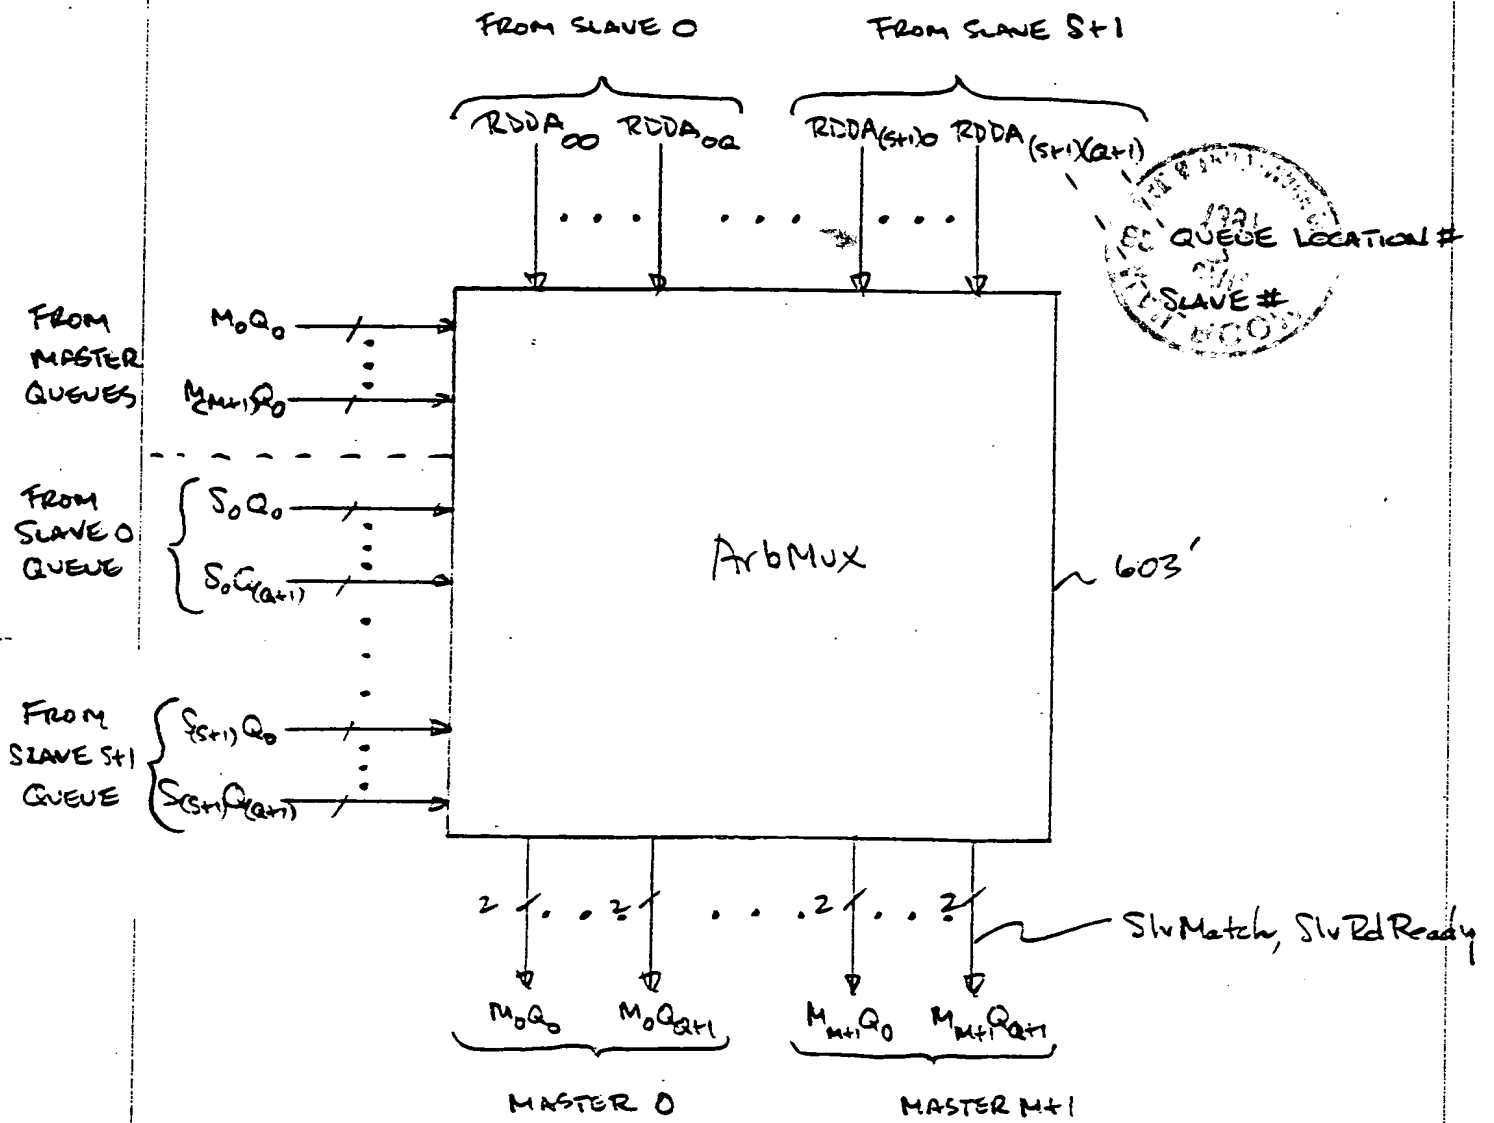 FROM SLAVE 0
FROM SLAVE S+1
RDDA00 RDDA0Q
RDDA(S+1)0 RDDA(S+1)(Q+1)
QUEUE LOCATION #
SLAVE #
FROM
MASTER
QUEUES
M0Q0
M(M+1)Q0
FROM
SLAVE 0
QUEUE
S0Q0
S0Q(Q+1)
ArbMux
603'
FROM
SLAVE S+1
QUEUE
S(S+1)Q0
S(S+1)Q(Q+1)
2 2 2 2
SlvMatch, SlvRdReady
M0Q0 M0QQ+1
MM+1Q0 MM+1QQ+1
MASTER 0
MASTER M+1